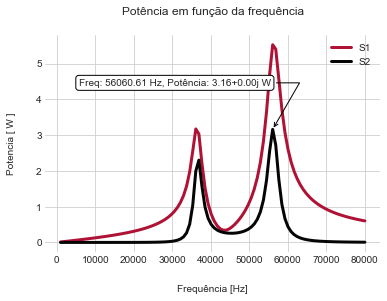 Potência em função da frequência
S1
S2
Freq: 56060.61 Hz, Potência: 3.16+0.00j W
Potencia [ W ]
5
4
3
2
1
0
0 10000 20000 30000 40000 50000 60000 70000 80000
Frequência [Hz]